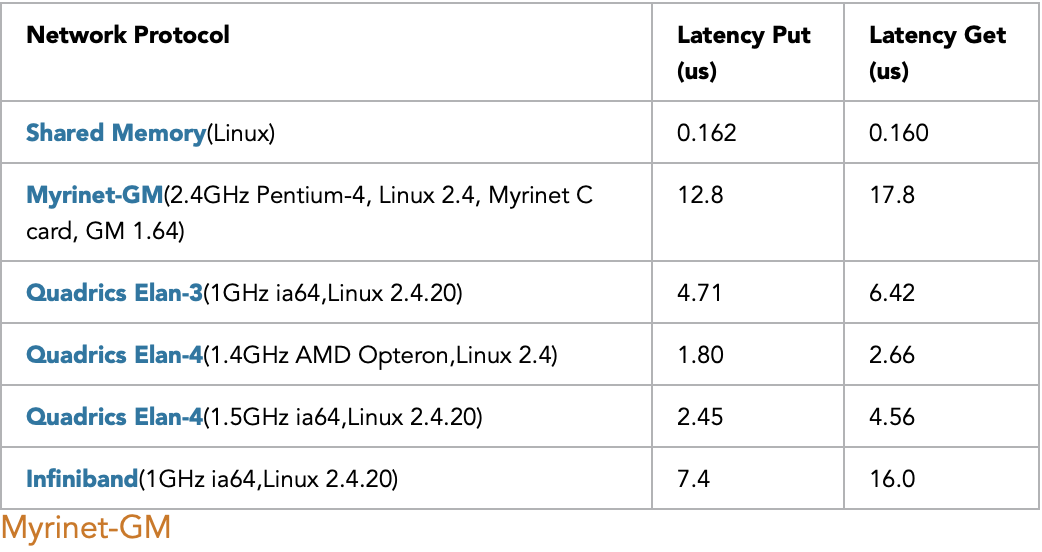 Network Protocol Latency Put Latency Get
(us) (us)
Shared Memory(Linux) 0.162 0.160
Myrinet-GM(2.4GHz Pentium-4, Linux 2.4, Myrinet C 12.8 17.8
card, GM 1.64)
Quadrics Elan-3(1GHz ia64,Linux 2.4.20) 4.71 6.42
Quadrics Elan-4(1.4GHz AMD Opteron,Linux 2.4) 1.80 2.66
Quadrics Elan-4(1.5GHz ia64,Linux 2.4.20) 2.45 4.56
Infiniband(1GHz ia64,Linux 2.4.20) 7.4 16.0
Myrinet-GM